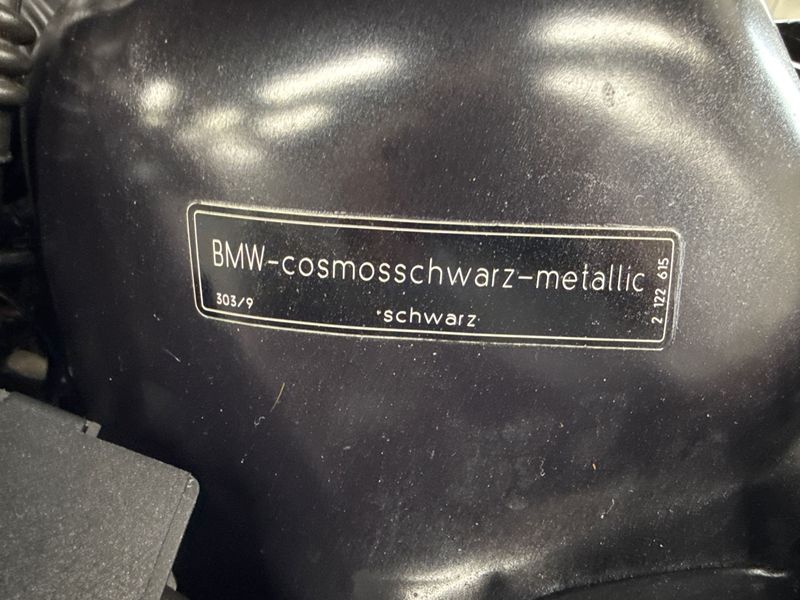 BMW-cosmosschwarz-metallic
303/9
"schwarz"
2 122 615